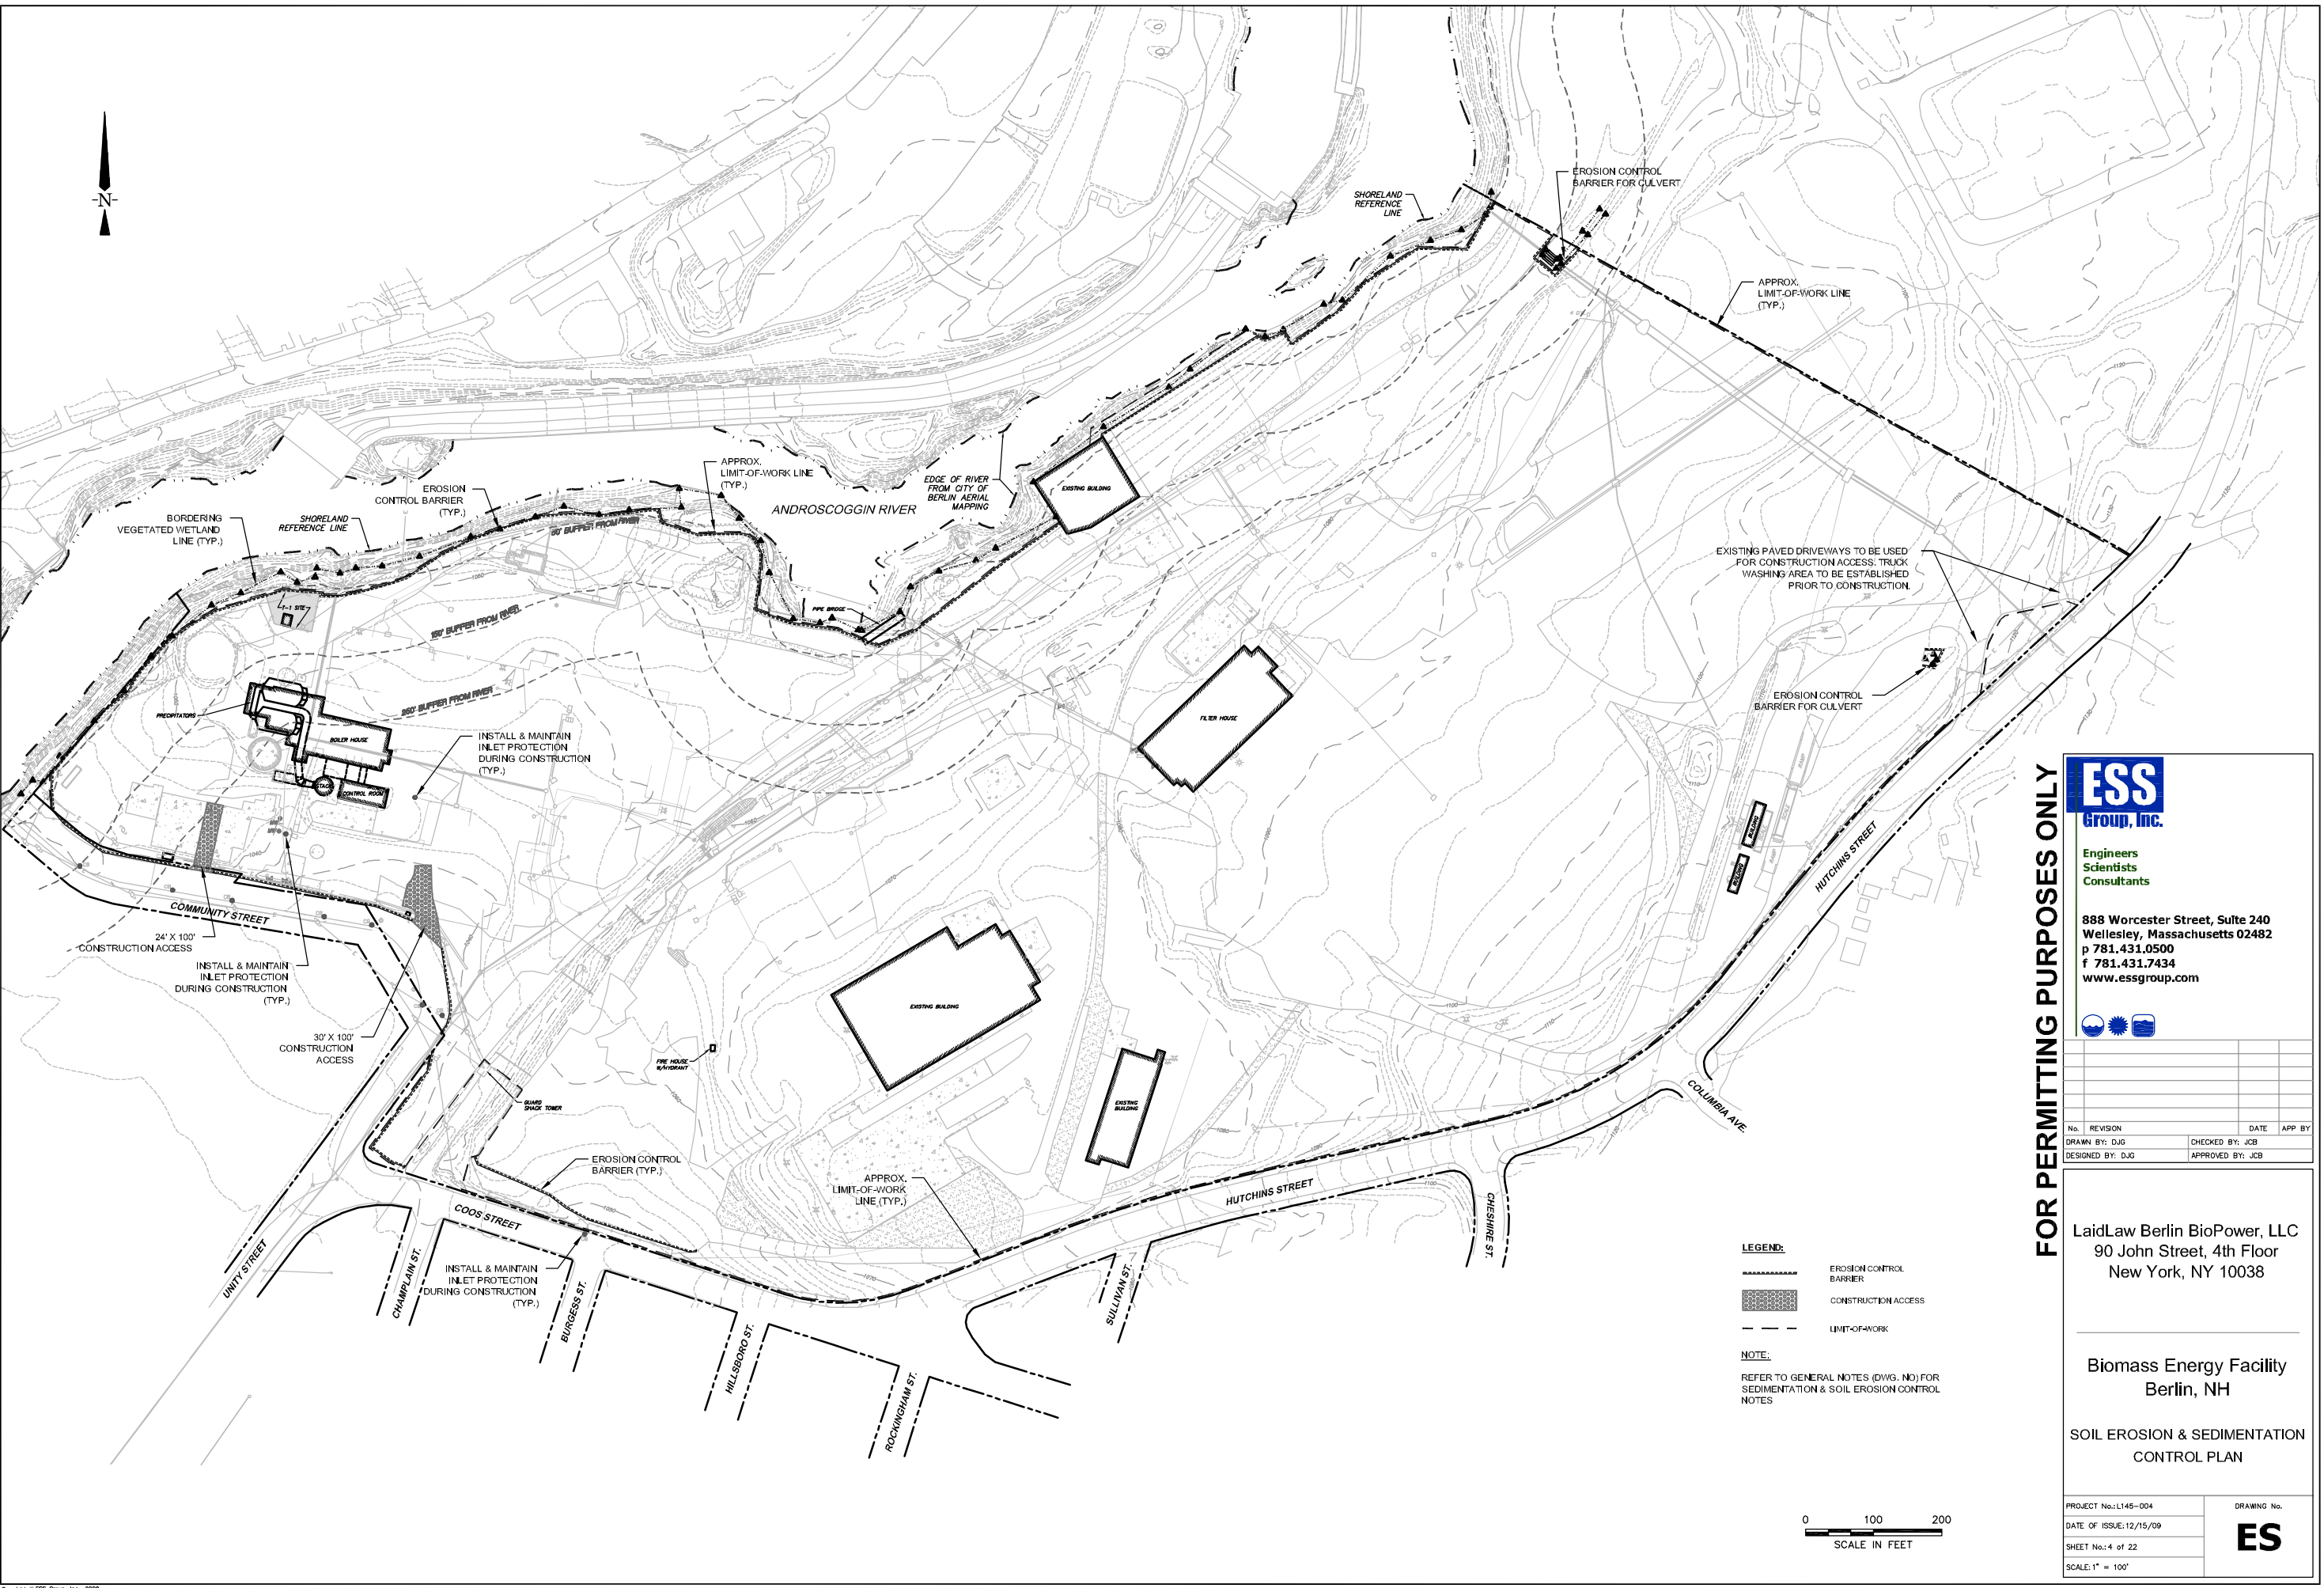 -N-
SHORELAND
REFERENCE
LINE
EROSION CONTROL
BARRIER FOR CULVERT
APPROX.
LIMIT-OF-WORK LINE
(TYP.)
APPROX.
LIMIT-OF-WORK LINE
(TYP.)
EROSION
CONTROL BARRIER
(TYP.)
EDGE OF RIVER
FROM CITY OF
BERLIN AERIAL
MAPPING
EXISTING BUILDING
ANDROSCOGGIN RIVER
BORDERING
VEGETATED WETLAND
LINE (TYP.)
SHORELAND
REFERENCE LINE
50' BUFFER FROM RIVER
EXISTING PAVED DRIVEWAYS TO BE USED
FOR CONSTRUCTION ACCESS. TRUCK
WASHING AREA TO BE ESTABLISHED
PRIOR TO CONSTRUCTION.
T-1 SITE
PIPE BRIDGE
150' BUFFER FROM RIVER
250' BUFFER FROM RIVER
PRECIPITATORS
BOILER HOUSE
FILTER HOUSE
EROSION CONTROL
BARRIER FOR CULVERT
INSTALL & MAINTAIN
INLET PROTECTION
DURING CONSTRUCTION
(TYP.)
STACK
CONTROL ROOM
BUILDING
BUILDING
RAMP
HUTCHINS STREET
COMMUNITY STREET
24' X 100'
CONSTRUCTION ACCESS
INSTALL & MAINTAIN
INLET PROTECTION
DURING CONSTRUCTION
(TYP.)
EXISTING BUILDING
30' X 100'
CONSTRUCTION
ACCESS
FIRE HOUSE
W/HYDRANT
GUARD
SHACK TOWER
EXISTING
BUILDING
COLUMBIA AVE.
EROSION CONTROL
BARRIER (TYP.)
APPROX.
LIMIT-OF-WORK
LINE (TYP.)
HUTCHINS STREET
CHESHIRE ST.
COOS STREET
UNITY STREET
CHAMPLAIN ST.
INSTALL & MAINTAIN
INLET PROTECTION
DURING CONSTRUCTION
(TYP.)
BURGESS ST.
HILLSBORO ST.
ROCKINGHAM ST.
SULLIVAN ST.
LEGEND:
EROSION CONTROL
BARRIER
CONSTRUCTION ACCESS
LIMIT-OF-WORK
NOTE:
REFER TO GENERAL NOTES (DWG. NO) FOR
SEDIMENTATION & SOIL EROSION CONTROL
NOTES
0 100 200
SCALE IN FEET
FOR PERMITTING PURPOSES ONLY
ESS
Group, Inc.
Engineers
Scientists
Consultants
888 Worcester Street, Suite 240
Wellesley, Massachusetts 02482
p 781.431.0500
f 781.431.7434
www.essgroup.com
No. REVISION DATE APP BY
DRAWN BY: DJG CHECKED BY: JCB
DESIGNED BY: DJG APPROVED BY: JCB
LaidLaw Berlin BioPower, LLC
90 John Street, 4th Floor
New York, NY 10038
Biomass Energy Facility
Berlin, NH
SOIL EROSION & SEDIMENTATION
CONTROL PLAN
PROJECT No.: L145-004
DRAWING No.
DATE OF ISSUE: 12/15/09
ES
SHEET No.: 4 of 22
SCALE: 1" = 100'